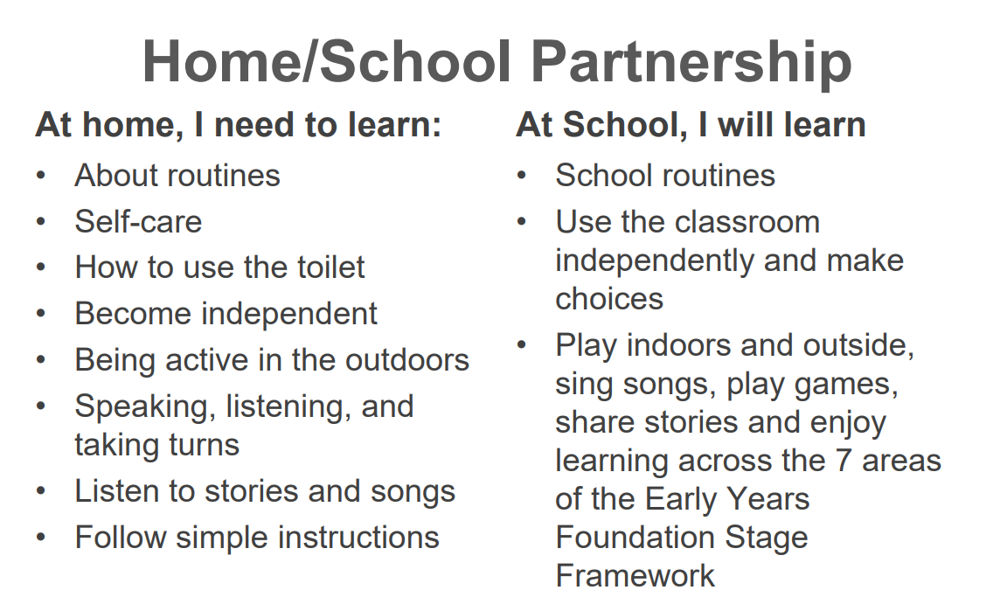 Home/School Partnership
At home, I need to learn:
• About routines
• Self-care
• How to use the toilet
• Become independent
• Being active in the outdoors
• Speaking, listening, and
taking turns
• Listen to stories and songs
• Follow simple instructions
At School, I will learn
• School routines
• Use the classroom
independently and make
choices
• Play indoors and outside,
sing songs, play games,
share stories and enjoy
learning across the 7 areas
of the Early Years
Foundation Stage
Framework